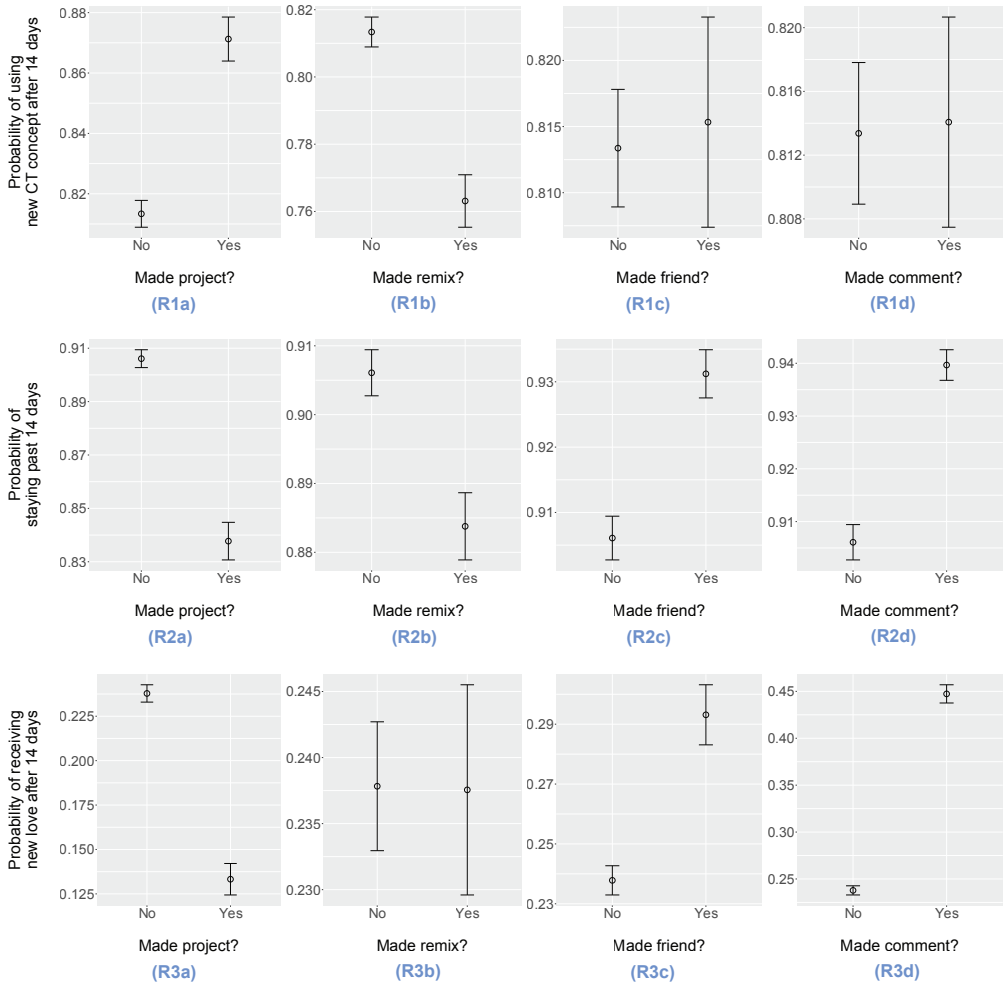 Probability of using
new CT concept after 14 days
0.88
0.86
0.84
0.82
No
Yes
Made project?
(R1a)
0.82
0.80
0.78
0.76
No
Yes
Made remix?
(R1b)
0.820
0.815
0.810
No
Yes
Made friend?
(R1c)
0.820
0.816
0.812
0.808
No
Yes
Made comment?
(R1d)
Probability of
staying past 14 days
0.91
0.89
0.87
0.85
0.83
No
Yes
Made project?
(R2a)
0.91
0.90
0.89
0.88
No
Yes
Made remix?
(R2b)
0.93
0.92
0.91
No
Yes
Made friend?
(R2c)
0.94
0.93
0.92
0.91
No
Yes
Made comment?
(R2d)
Probability of receiving
new love after 14 days
0.225
0.200
0.175
0.150
0.125
No
Yes
Made project?
(R3a)
0.245
0.240
0.235
0.230
No
Yes
Made remix?
(R3b)
0.29
0.27
0.25
0.23
No
Yes
Made friend?
(R3c)
0.45
0.40
0.35
0.30
0.25
No
Yes
Made comment?
(R3d)